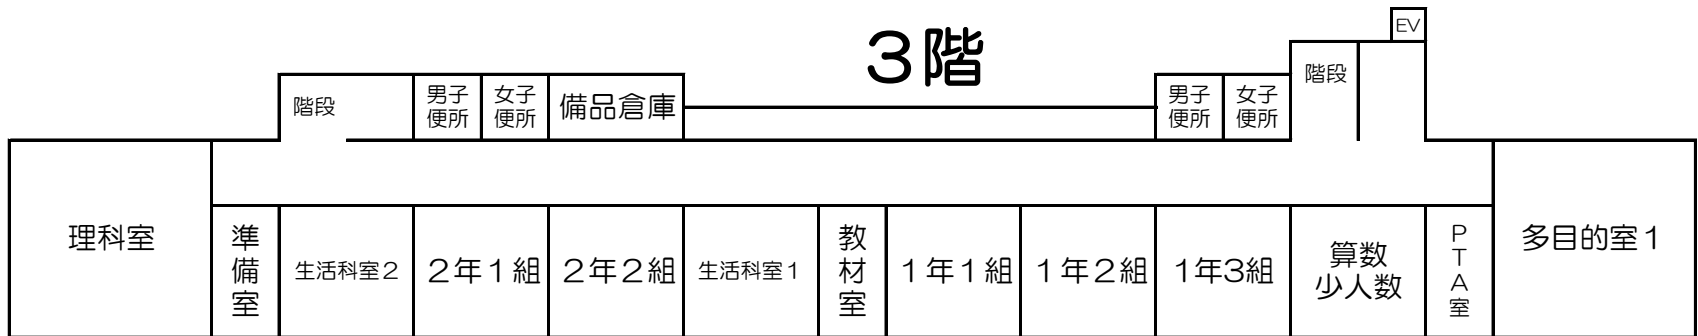 ３階
EV
階段
男子
便所
女子
便所
備品倉庫
男子
便所
女子
便所
階段
理科室
準備室
生活科室２
２年１組
２年２組
生活科室１
教材室
１年１組
１年２組
１年3組
算数
少人数
ＰＴＡ室
多目的室１